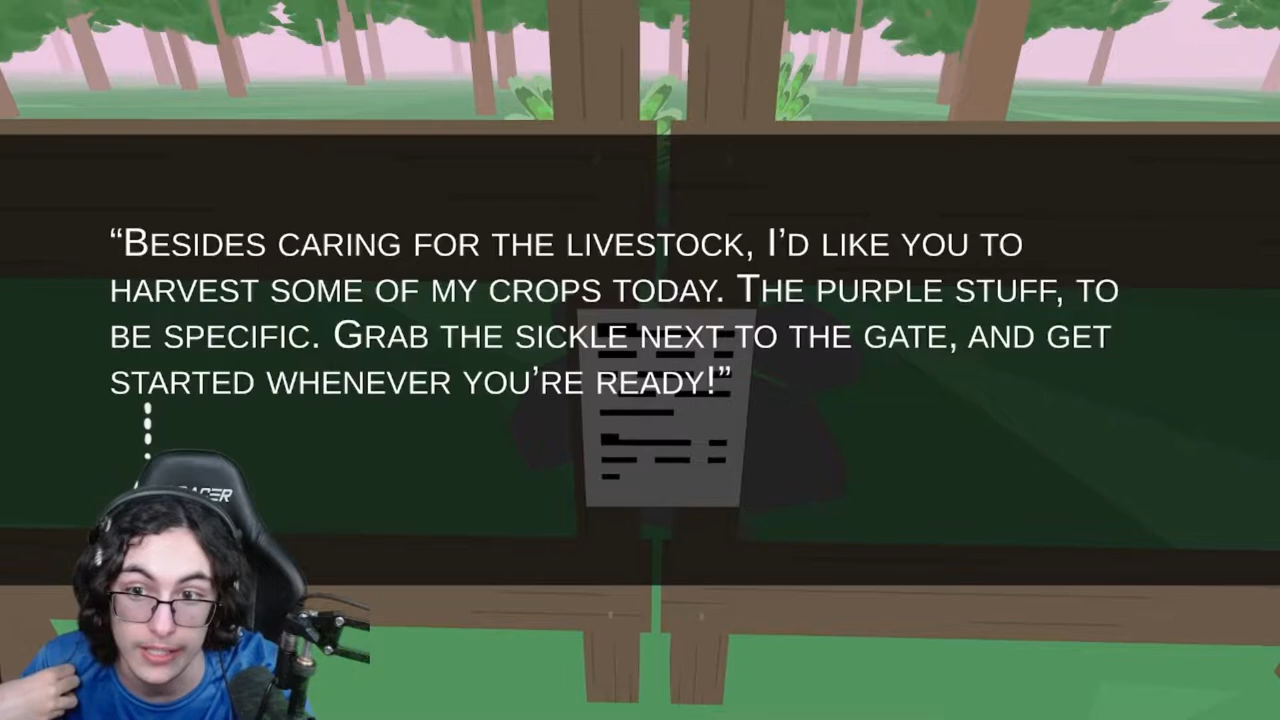 “BESIDES CARING FOR THE LIVESTOCK, I’D LIKE YOU TO
HARVEST SOME OF MY CROPS TODAY. THE PURPLE STUFF, TO
BE SPECIFIC. GRAB THE SICKLE NEXT TO THE GATE, AND GET
STARTED WHENEVER YOU’RE READY!”